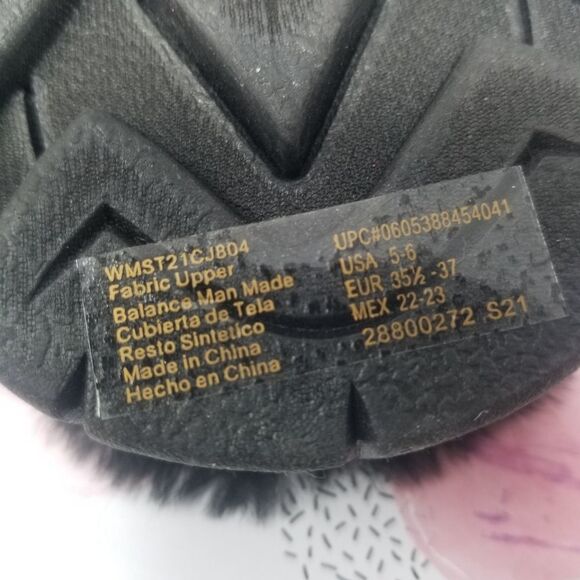 WMST21CJ804
Fabric Upper
Balance Man Made
Cubierta de Tela
Resto Sintetico
Made in China
Hecho en China
UPC#0605388454041
USA 5-6
EUR 35½-37
MEX 22-23
28800272 S21